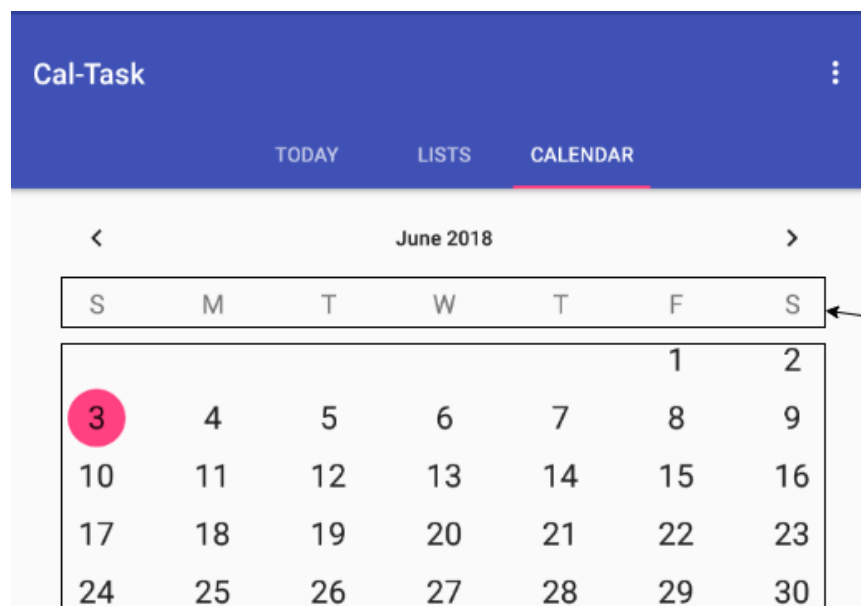 Cal-Task
TODAY LISTS CALENDAR
June 2018
S M T W T F S
1 2
3 4 5 6 7 8 9
10 11 12 13 14 15 16
17 18 19 20 21 22 23
24 25 26 27 28 29 30